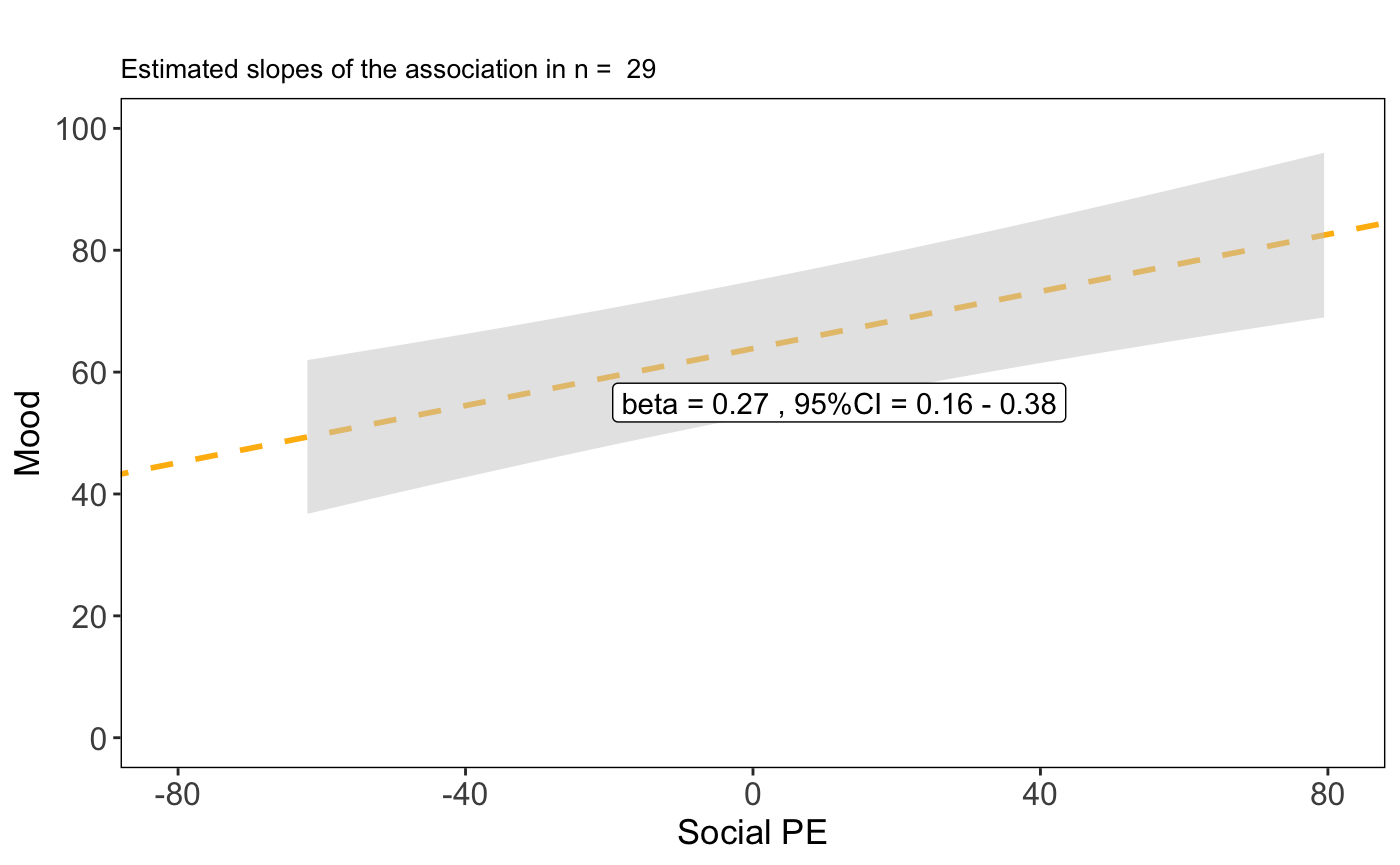 Estimated slopes of the association in n =  29
100
80
60
40
20
0
Mood
beta = 0.27 , 95%CI = 0.16 - 0.38
-80
-40
0
40
80
Social PE